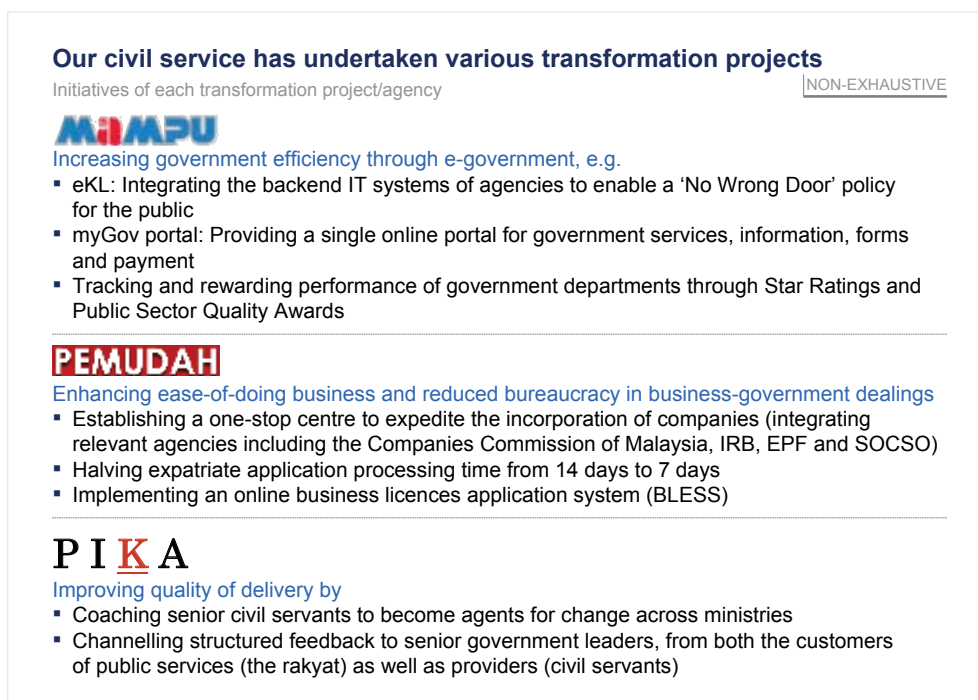 Our civil service has undertaken various transformation projects
Initiatives of each transformation project/agency
NON-EXHAUSTIVE
MAMPU
Increasing government efficiency through e-government, e.g.
▪ eKL: Integrating the backend IT systems of agencies to enable a ‘No Wrong Door’ policy
for the public
▪ myGov portal: Providing a single online portal for government services, information, forms
and payment
▪ Tracking and rewarding performance of government departments through Star Ratings and
Public Sector Quality Awards
PEMUDAH
Enhancing ease-of-doing business and reduced bureaucracy in business-government dealings
▪ Establishing a one-stop centre to expedite the incorporation of companies (integrating
relevant agencies including the Companies Commission of Malaysia, IRB, EPF and SOCSO)
▪ Halving expatriate application processing time from 14 days to 7 days
▪ Implementing an online business licences application system (BLESS)
PIKA
Improving quality of delivery by
▪ Coaching senior civil servants to become agents for change across ministries
▪ Channelling structured feedback to senior government leaders, from both the customers
of public services (the rakyat) as well as providers (civil servants)